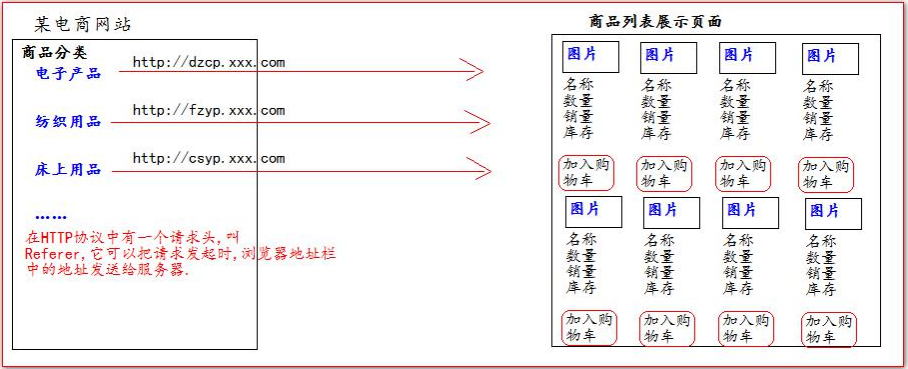 某电商网站
商品分类
电子产品
http://dzcp.xxx.com
纺织用品
http://fzyp.xxx.com
床上用品
http://csyp.xxx.com
……
在HTTP协议中有一个请求头,叫
Referer,它可以把请求发起时,浏览器地址栏
中的地址发送给服务器.
商品列表展示页面
图片 图片 图片 图片
名称 名称 名称 名称
数量 数量 数量 数量
销量 销量 销量 销量
库存 库存 库存 库存
加入购 加入购 加入购 加入购
物车 物车 物车 物车
图片 图片 图片 图片
名称 名称 名称 名称
数量 数量 数量 数量
销量 销量 销量 销量
库存 库存 库存 库存
加入购 加入购 加入购 加入购
物车 物车 物车 物车